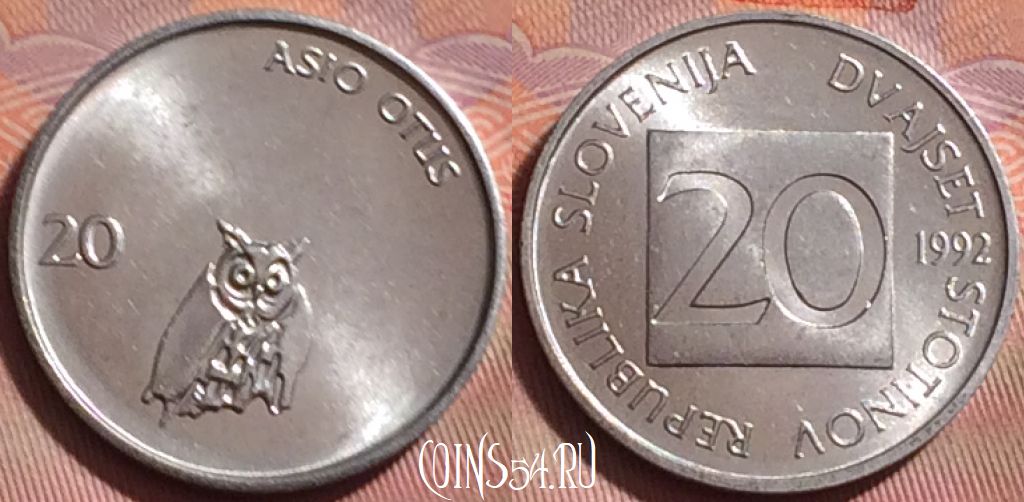 ASIO OTIS
20
REPUBLIKA SLOVENIJA
DVAJSET STOTINOV
20
1992
COINS54.RU